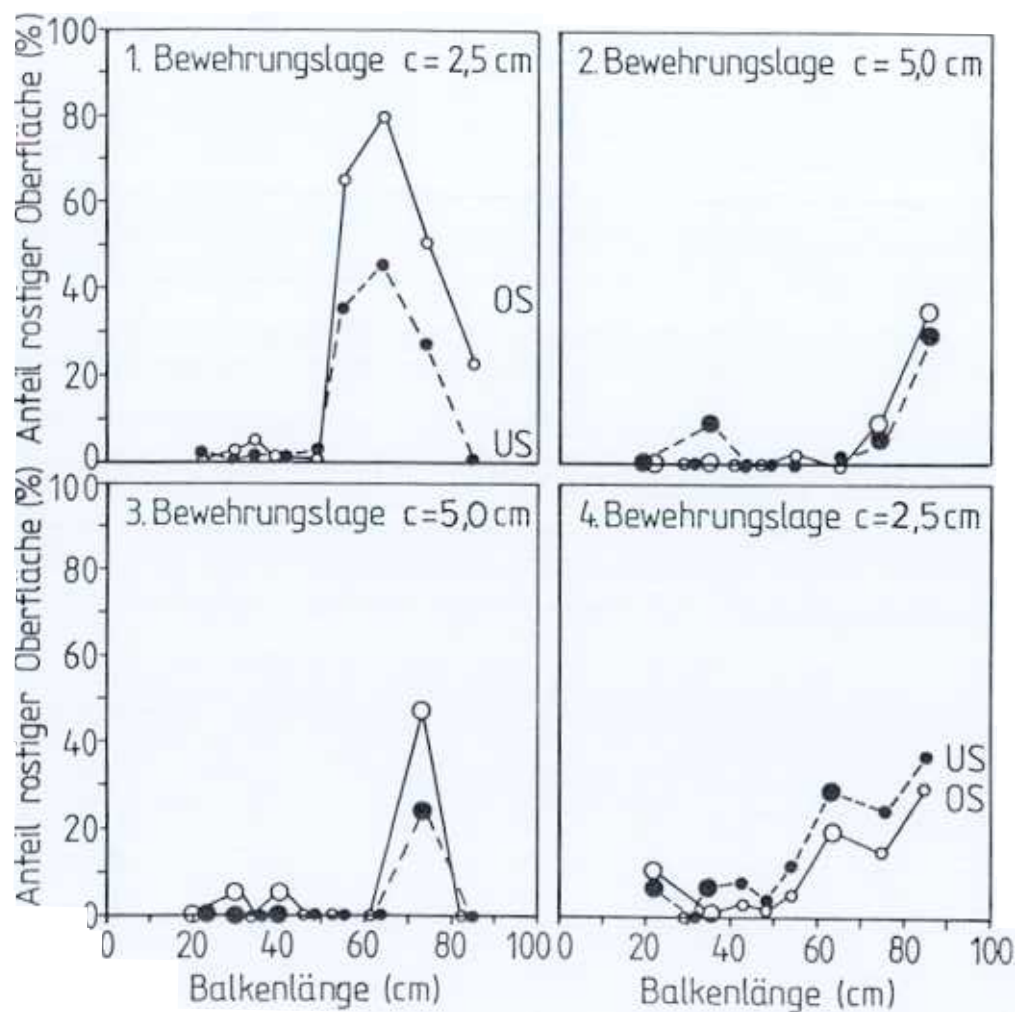 Anteil rostiger Oberfläche (%)
100
80
60
40
20
0
1. Bewehrungslage c = 2,5 cm
OS
US
2. Bewehrungslage c = 5,0 cm
Anteil rostiger Oberfläche (%)
100
80
60
40
20
0
3. Bewehrungslage c=5,0 cm
4. Bewehrungslage c=2,5 cm
US
OS
0 20 40 60 80 100
0 20 40 60 80 100
Balkenlänge (cm)
Balkenlänge (cm)